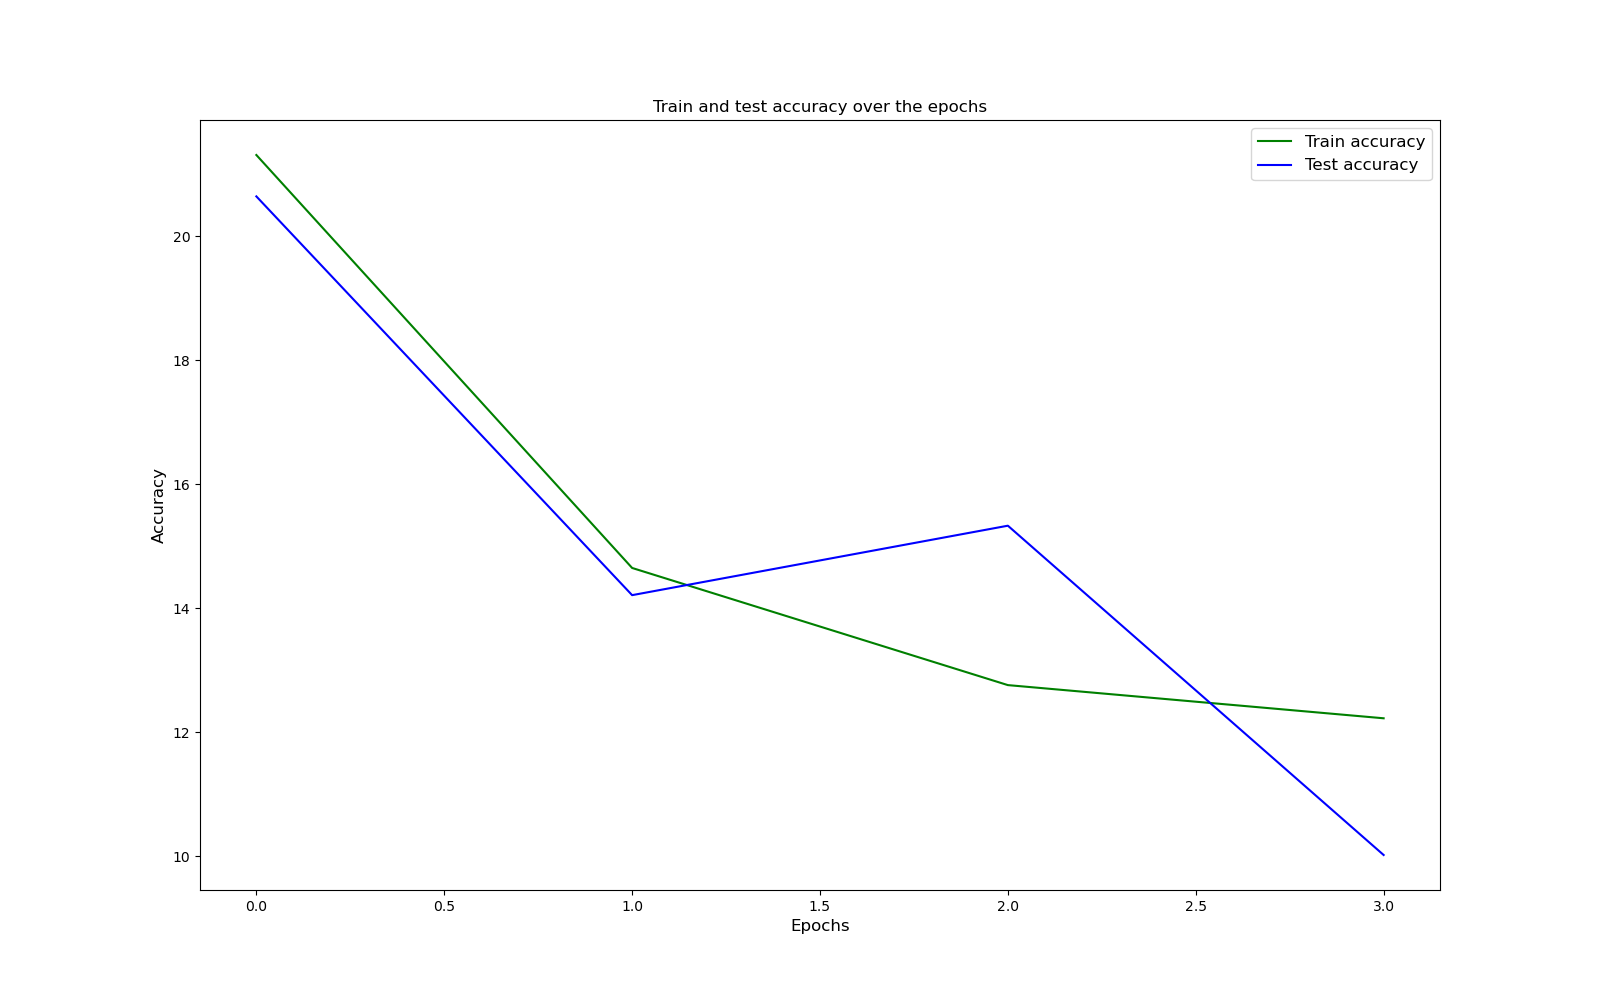 Train and test accuracy over the epochs
Train accuracy
Test accuracy
20
18
16
14
12
10
Accuracy
0.0 0.5 1.0 1.5 2.0 2.5 3.0
Epochs